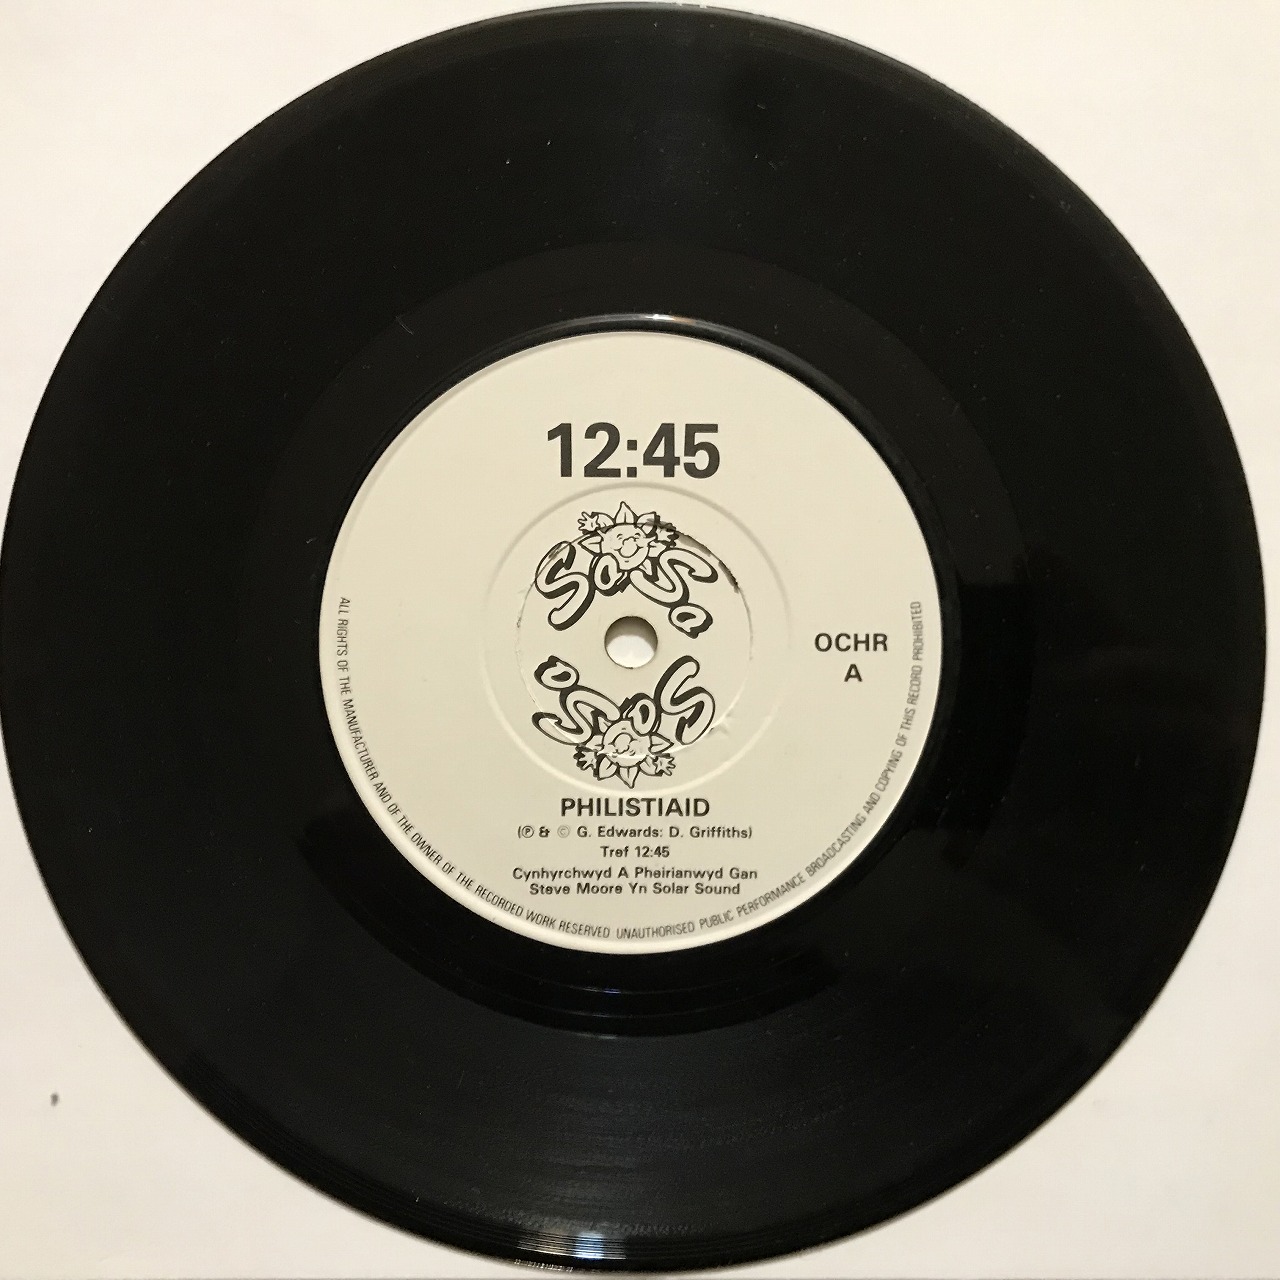 12:45
SoSo
SoSo
OCHR
A
PHILISTIAID
(℗ & © G. Edwards: D. Griffiths)
Tref 12:45
Cynhyrchwyd A Pheirianwyd Gan
Steve Moore Yn Solar Sound
ALL RIGHTS OF THE MANUFACTURER AND OF THE OWNER OF THE RECORDED WORK RESERVED UNAUTHORISED PUBLIC PERFORMANCE BROADCASTING AND COPYING OF THIS RECORD PROHIBITED